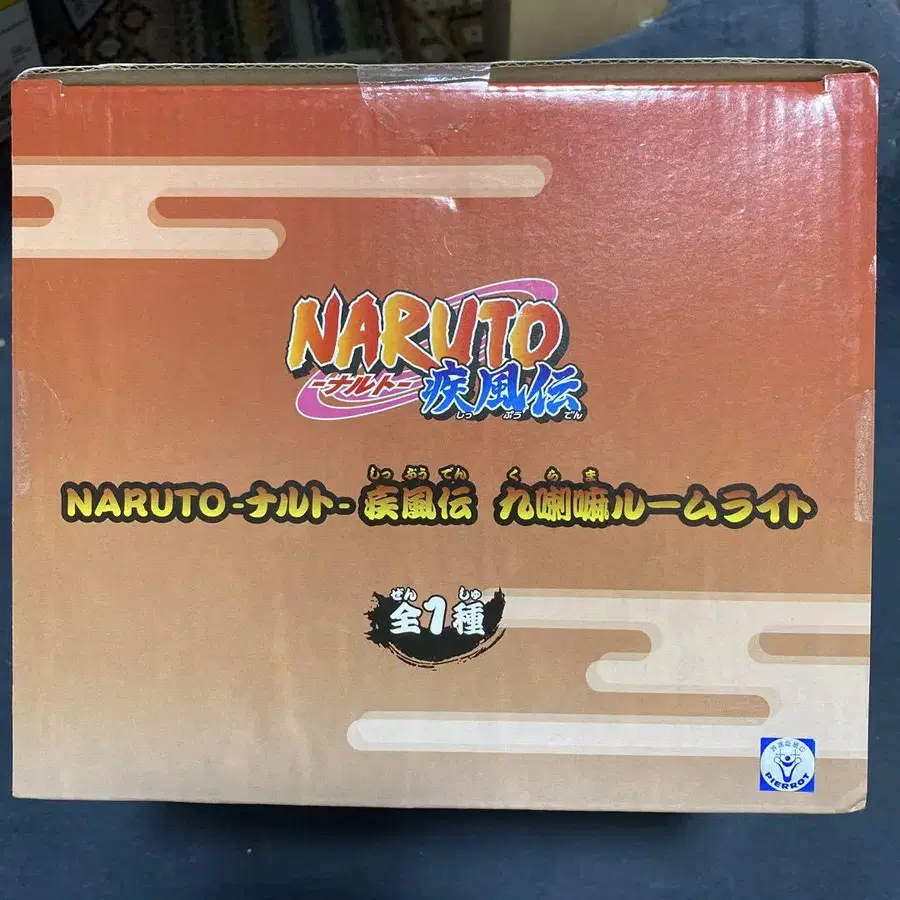 NARUTO
-ナルト-
疾風伝
しっ ぷう でん
しっ ぷう でん く ら ま
NARUTO-ナルト- 疾風伝 九喇嘛ルームライト
ぜん しゅ
全1種
PIERROT